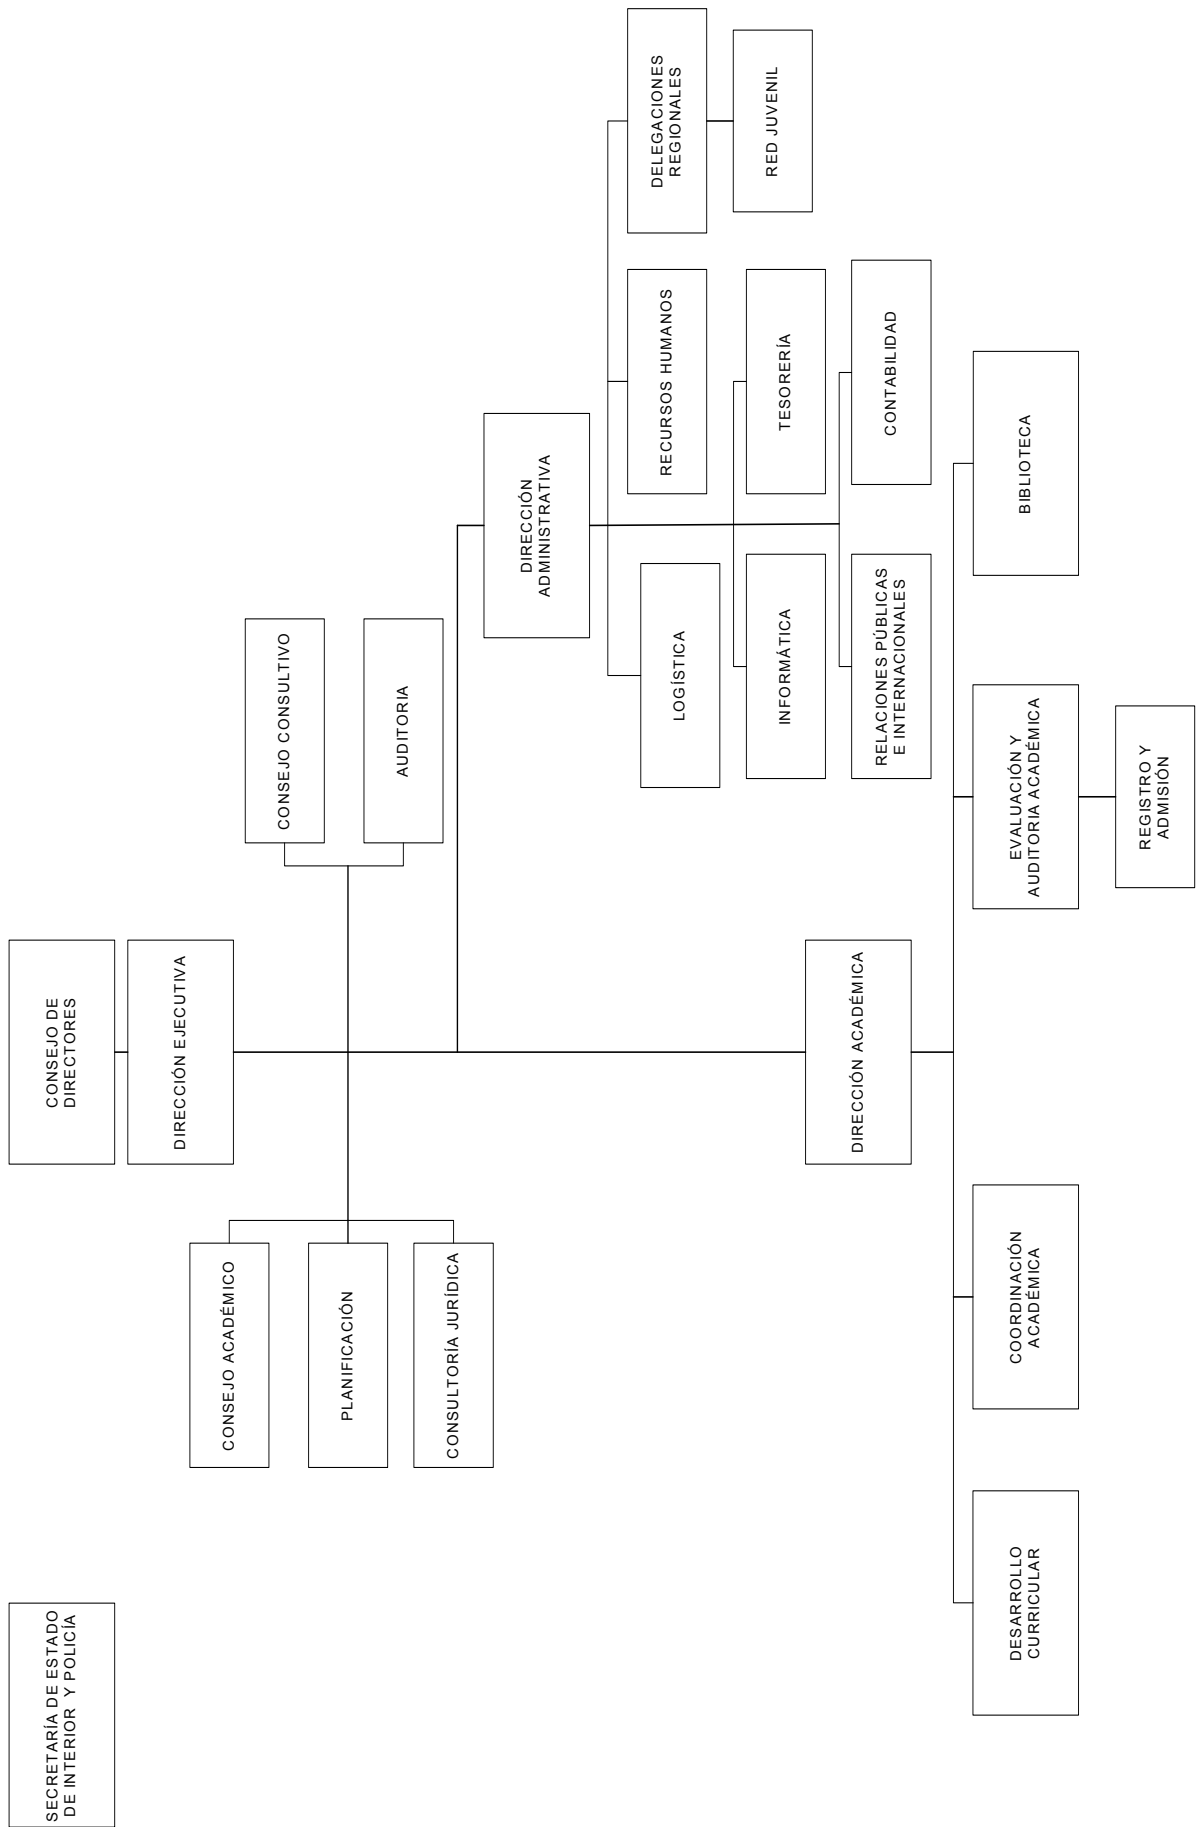 SECRETARÍA DE ESTADO
DE INTERIOR Y POLICÍA
CONSEJO DE
DIRECTORES
DIRECCIÓN EJECUTIVA
CONSEJO ACADÉMICO
PLANIFICACIÓN
CONSULTORÍA JURÍDICA
CONSEJO CONSULTIVO
AUDITORIA
DIRECCIÓN
ADMINISTRATIVA
LOGÍSTICA
RECURSOS HUMANOS
DELEGACIONES
REGIONALES
INFORMÁTICA
TESORERÍA
RED JUVENIL
RELACIONES PÚBLICAS
E INTERNACIONALES
CONTABILIDAD
DIRECCIÓN ACADÉMICA
DESARROLLO
CURRICULAR
COORDINACIÓN
ACADÉMICA
EVALUACIÓN Y
AUDITORIA ACADÉMICA
BIBLIOTECA
REGISTRO Y
ADMISIÓN